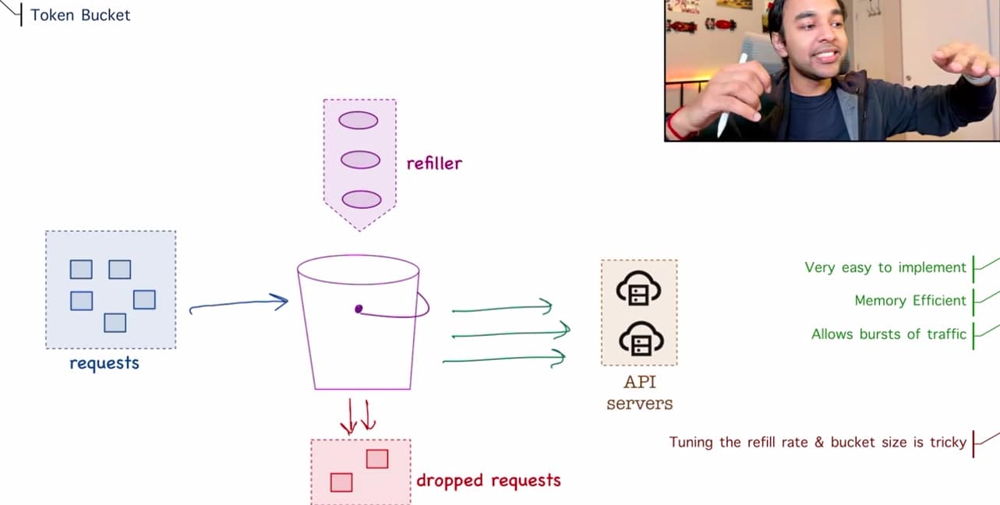 Token Bucket
refiller
requests
API
servers
Very easy to implement
Memory Efficient
Allows bursts of traffic
Tuning the refill rate & bucket size is tricky
dropped requests